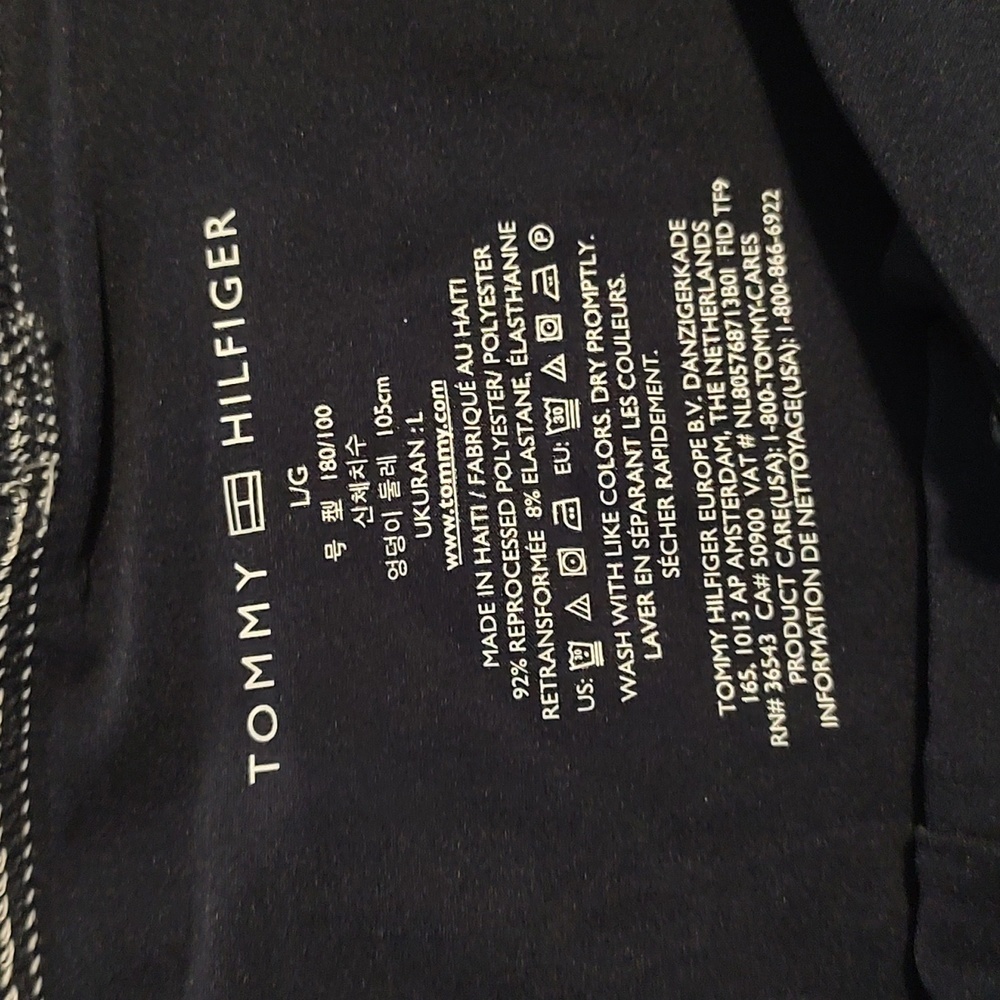 TOMMY HILFIGER
L/G
号 型 180/100
신체치수
엉덩이 둘레 105cm
UKURAN :L
www.tommy.com
MADE IN HAITI / FABRIQUÉ AU HAITI
92% REPROCESSED POLYESTER/ POLYESTER
RETRANSFORMÉE 8% ELASTANE, ÉLASTHANNE
US: 30 EU: 30 P
WASH WITH LIKE COLORS. DRY PROMPTLY.
LAVER EN SÉPARANT LES COULEURS.
SÉCHER RAPIDEMENT.
TOMMY HILFIGER EUROPE B.V. DANZIGERKADE
165. 1013 AP AMSTERDAM, THE NETHERLANDS
RN# 36543 CA# 50900 VAT # NL805768713B01 FID TF9
PRODUCT CARE(USA): 1-800-TOMMY-CARES
INFORMATION DE NETTOYAGE(USA): 1-800-866-6922